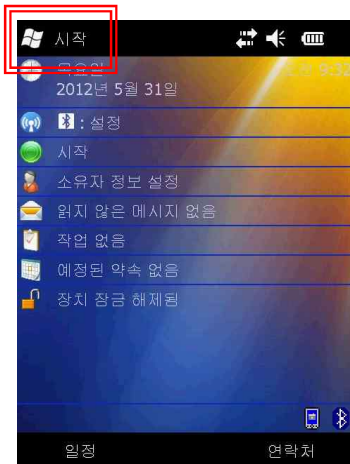 시작
목요일
9:32
2012년 5월 31일
: 설정
시작
소유자 정보 설정
읽지 않은 메시지 없음
작업 없음
예정된 약속 없음
장치 잠금 해제됨
일정
연락처